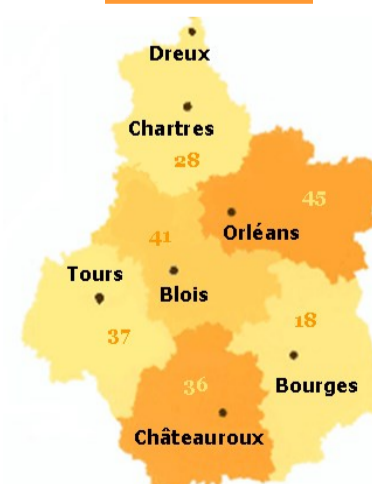 Dreux
Chartres
28
45
Orléans
41
Tours
Blois
18
37
36
Bourges
Châteauroux